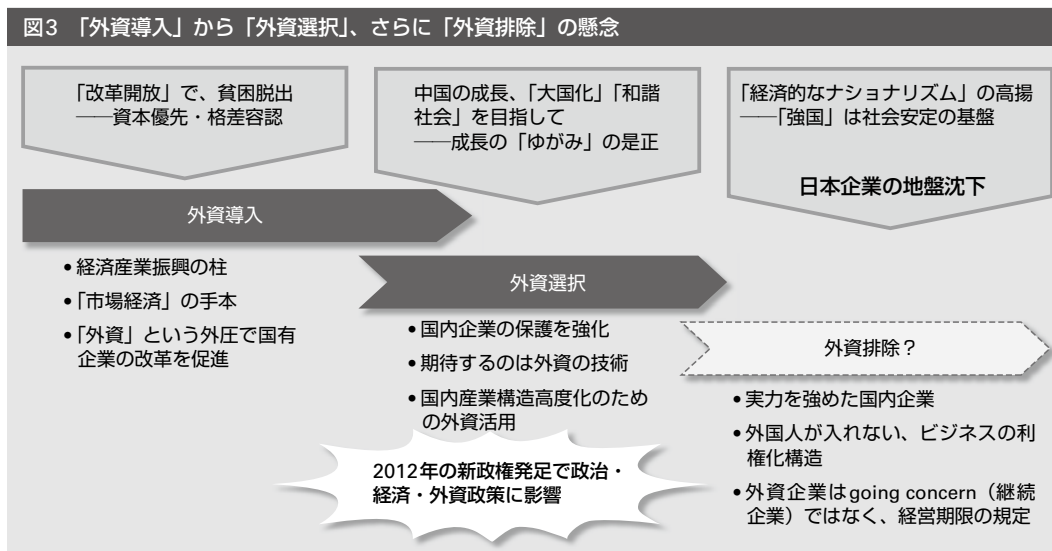 図3 「外資導入」から「外資選択」、さらに「外資排除」の懸念
「改革開放」で、貧困脱出
——資本優先・格差容認
中国の成長、「大国化」「和諧
社会」を目指して
——成長の「ゆがみ」の是正
「経済的なナショナリズム」の高揚
——「強国」は社会安定の基盤
日本企業の地盤沈下
外資導入
•経済産業振興の柱
•「市場経済」の手本
•「外資」という外圧で国有
企業の改革を促進
外資選択
•国内企業の保護を強化
•期待するのは外資の技術
•国内産業構造高度化のため
の外資活用
2012年の新政権発足で政治・
経済・外資政策に影響
外資排除？
•実力を強めた国内企業
•外国人が入れない、ビジネスの利
権化構造
•外資企業はgoing concern（継続
企業）ではなく、経営期限の規定